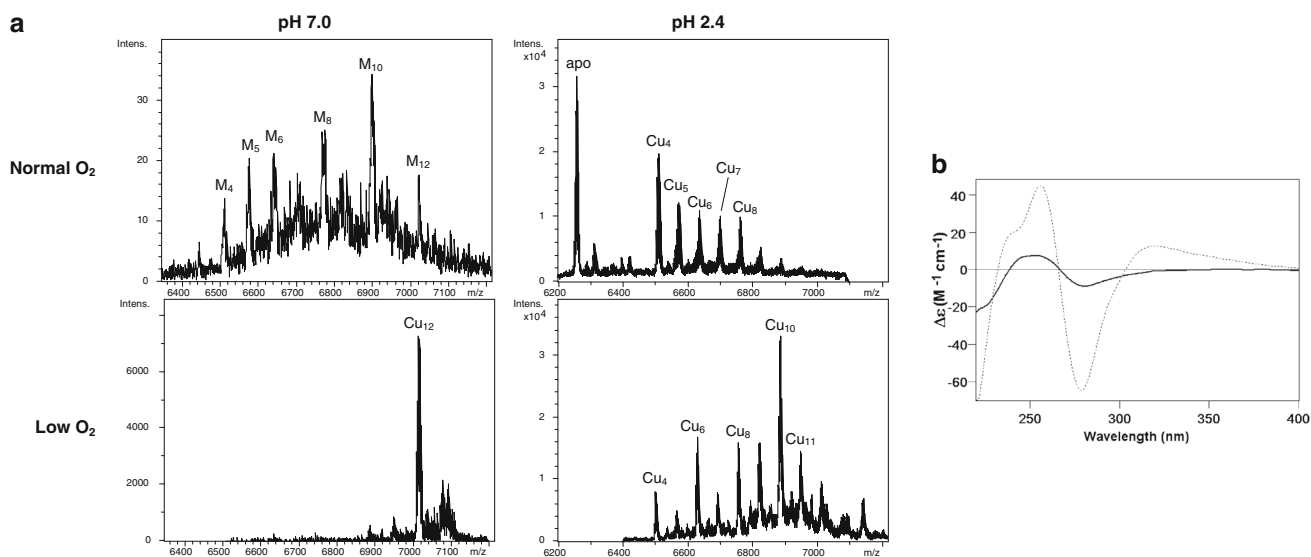 a
pH 7.0
pH 2.4
Normal O2
Intens.
30
20
10
0
M4
M5
M6
M8
M10
M12
6400 6500 6600 6700 6800 6900 7000 7100 m/z
Intens.
x10^4
3
2
1
0
apo
Cu4
Cu5
Cu6
Cu7
Cu8
6200 6400 6600 6800 7000 m/z
Low O2
Intens.
6000
4000
2000
0
Cu12
6400 6500 6600 6700 6800 6900 7000 7100 m/z
Intens.
x10^4
3
2
1
0
Cu4
Cu6
Cu8
Cu10
Cu11
6200 6400 6600 6800 7000 m/z
b
Δε (M-1 cm-1)
40
20
0
-20
-40
-60
250 300 350 400
Wavelength (nm)